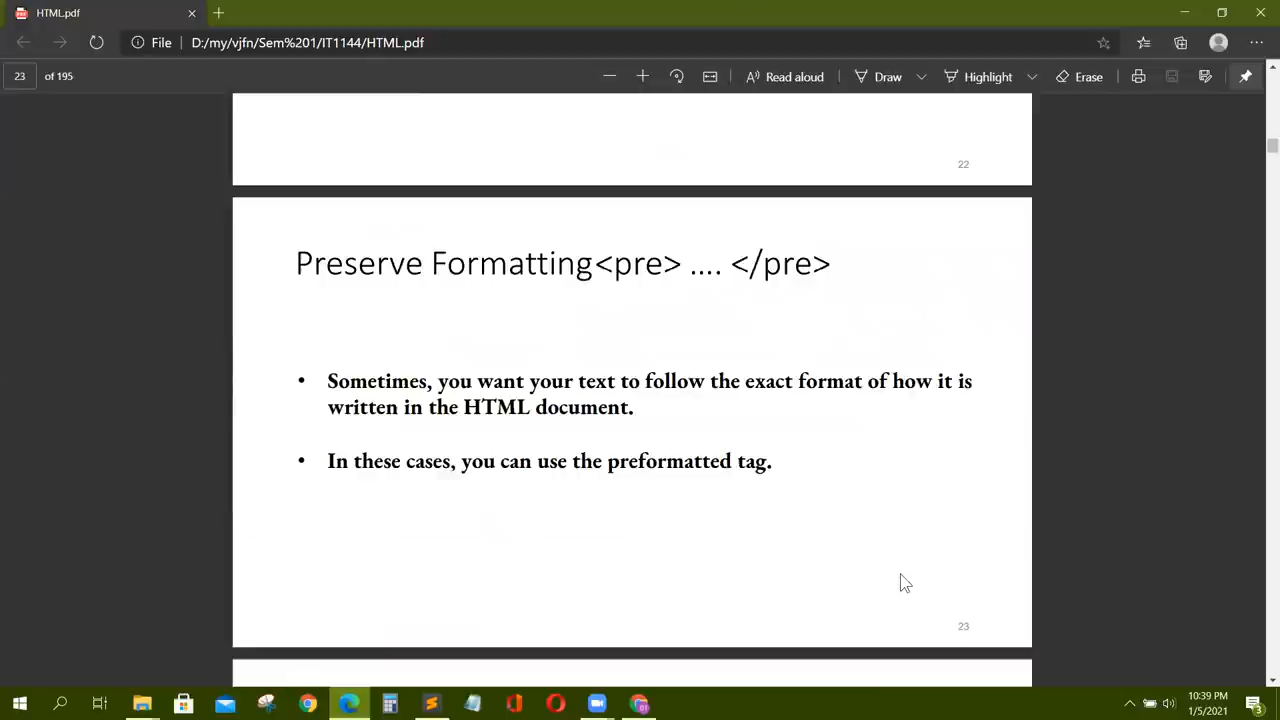 HTML.pdf
File D:/my/vjfn/Sem%201/IT1144/HTML.pdf
23 of 195 Read aloud Draw Highlight Erase
22
Preserve Formatting<pre> .... </pre>
• Sometimes, you want your text to follow the exact format of how it is
written in the HTML document.
• In these cases, you can use the preformatted tag.
23
10:39 PM
1/5/2021
3